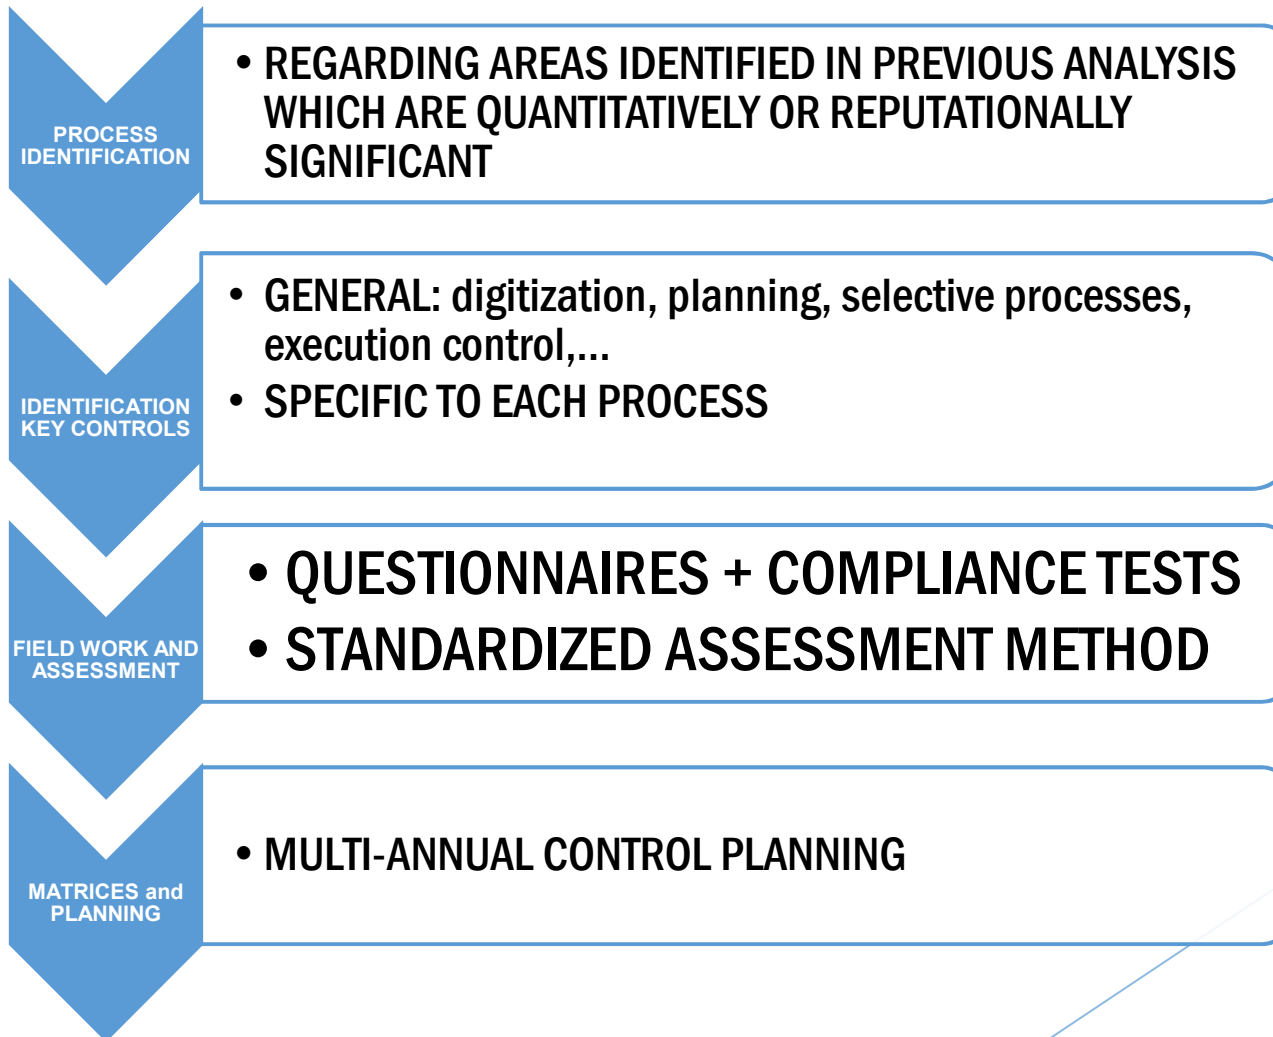 PROCESS
IDENTIFICATION
• REGARDING AREAS IDENTIFIED IN PREVIOUS ANALYSIS
WHICH ARE QUANTITATIVELY OR REPUTATIONALLY
SIGNIFICANT
IDENTIFICATION
KEY CONTROLS
• GENERAL: digitization, planning, selective processes,
execution control,...
• SPECIFIC TO EACH PROCESS
FIELD WORK AND
ASSESSMENT
• QUESTIONNAIRES + COMPLIANCE TESTS
• STANDARDIZED ASSESSMENT METHOD
MATRICES and
PLANNING
• MULTI-ANNUAL CONTROL PLANNING